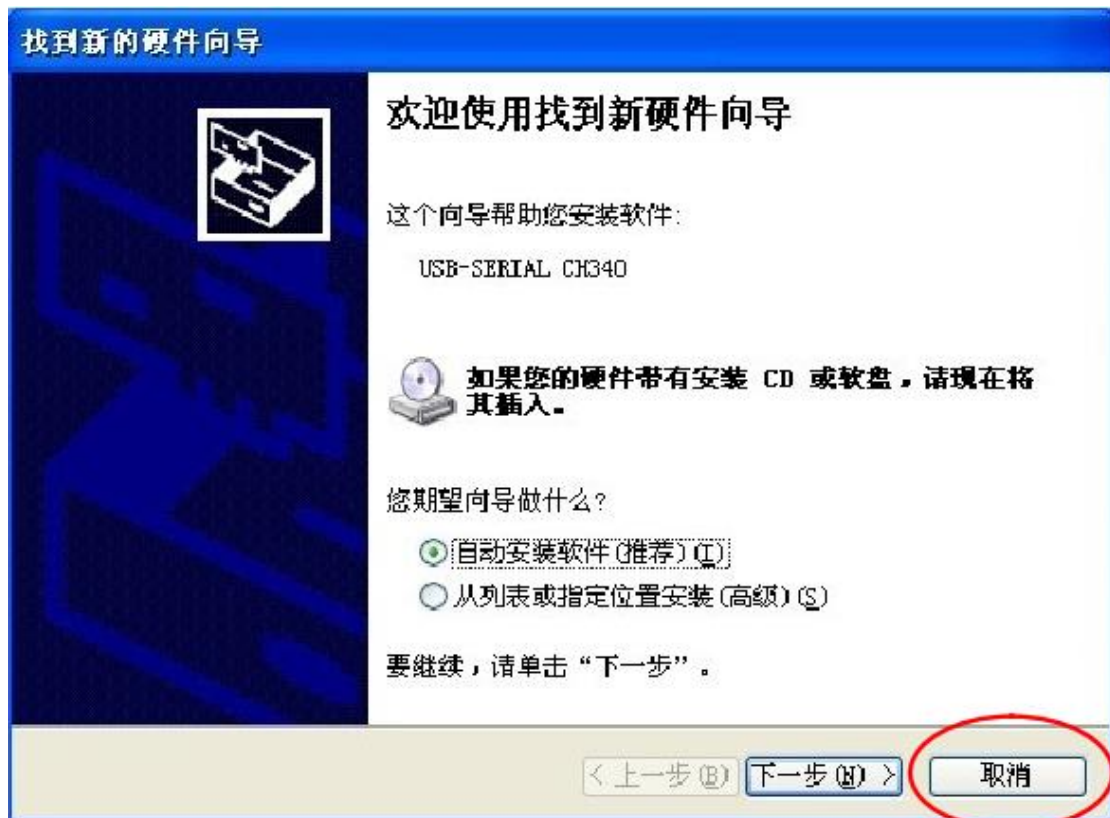 找到新的硬件向导
欢迎使用找到新硬件向导
这个向导帮助您安装软件:
USB-SERIAL CH340
如果您的硬件带有安装 CD 或软盘，请现在将
其插入。
您期望向导做什么?
自动安装软件(推荐)(I)
从列表或指定位置安装(高级)(S)
要继续，请单击“下一步”。
< 上一步(B) 下一步(N) > 取消